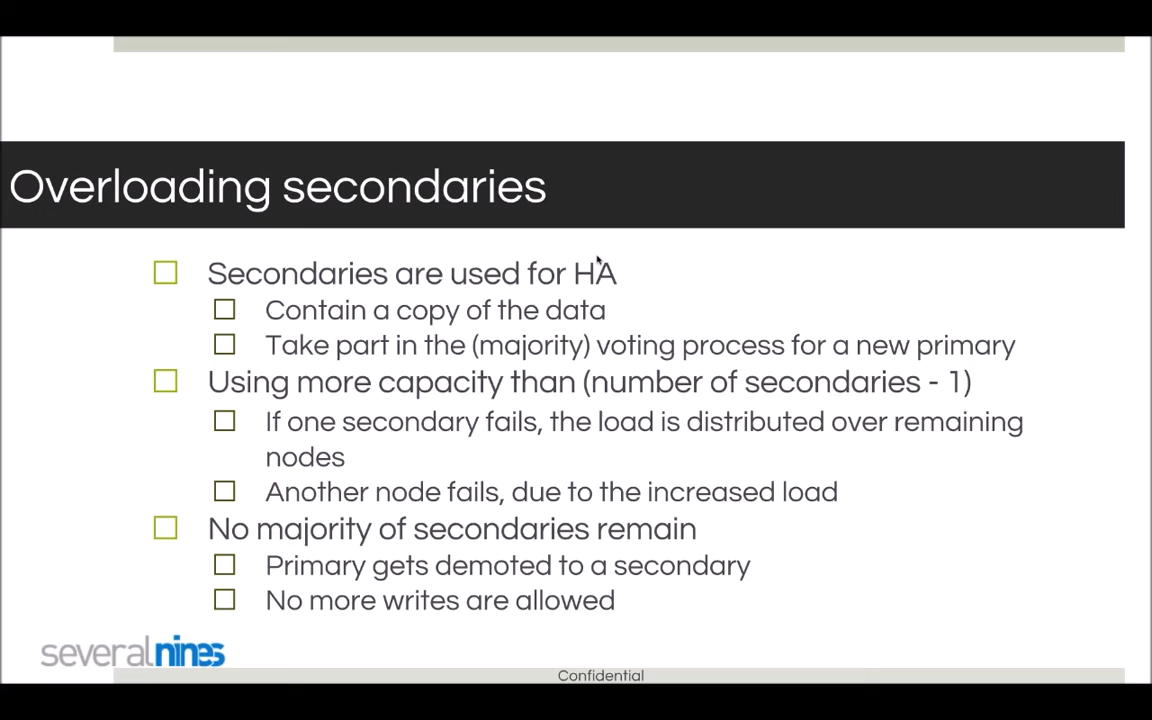 Overloading secondaries
Secondaries are used for HA
Contain a copy of the data
Take part in the (majority) voting process for a new primary
Using more capacity than (number of secondaries - 1)
If one secondary fails, the load is distributed over remaining
nodes
Another node fails, due to the increased load
No majority of secondaries remain
Primary gets demoted to a secondary
No more writes are allowed
severalnines
Confidential